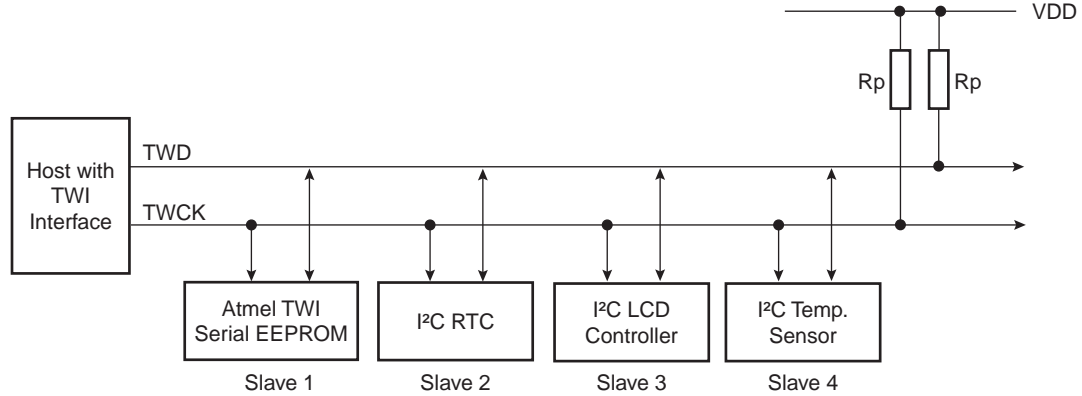 VDD
Rp
Rp
Host with
TWI
Interface
TWD
TWCK
Atmel TWI
Serial EEPROM
I²C RTC
I²C LCD
Controller
I²C Temp.
Sensor
Slave 1
Slave 2
Slave 3
Slave 4